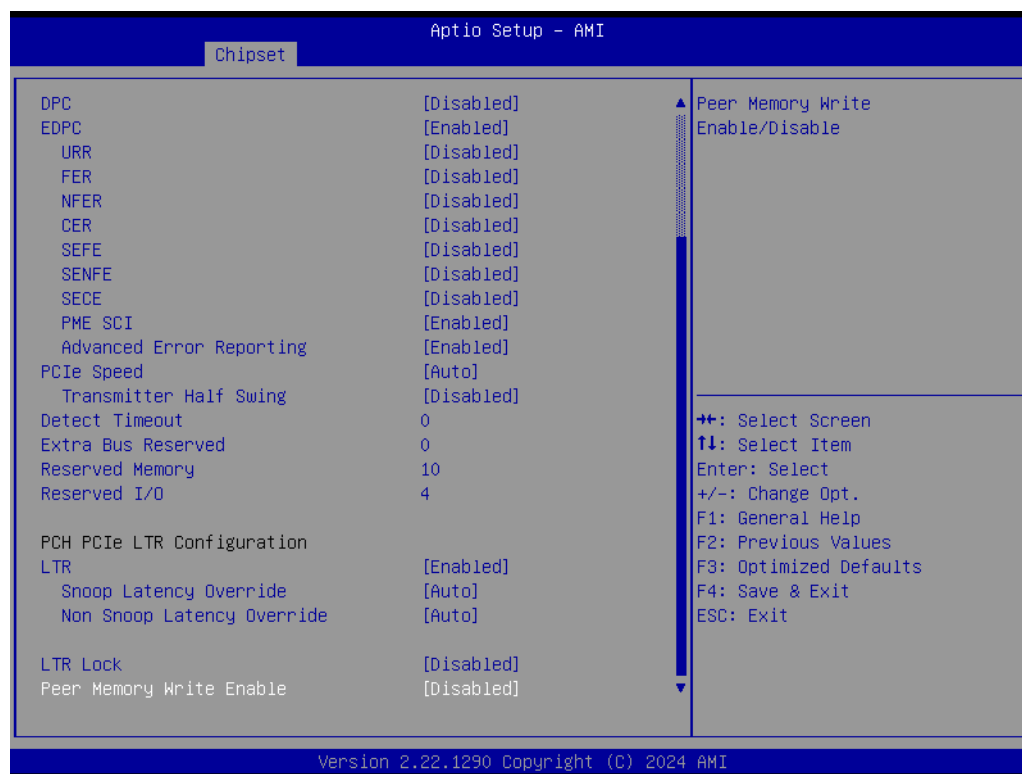 Aptio Setup – AMI
Chipset
DPC [Disabled]
EDPC [Enabled]
URR [Disabled]
FER [Disabled]
NFER [Disabled]
CER [Disabled]
SEFE [Disabled]
SENFE [Disabled]
SECE [Disabled]
PME SCI [Enabled]
Advanced Error Reporting [Enabled]
PCIe Speed [Auto]
Transmitter Half Swing [Disabled]
Detect Timeout 0
Extra Bus Reserved 0
Reserved Memory 10
Reserved I/O 4
PCH PCIe LTR Configuration
LTR [Enabled]
Snoop Latency Override [Auto]
Non Snoop Latency Override [Auto]
LTR Lock [Disabled]
Peer Memory Write Enable [Disabled]
Peer Memory Write
Enable/Disable
→←: Select Screen
↑↓: Select Item
Enter: Select
+/-: Change Opt.
F1: General Help
F2: Previous Values
F3: Optimized Defaults
F4: Save & Exit
ESC: Exit
Version 2.22.1290 Copyright (C) 2024 AMI